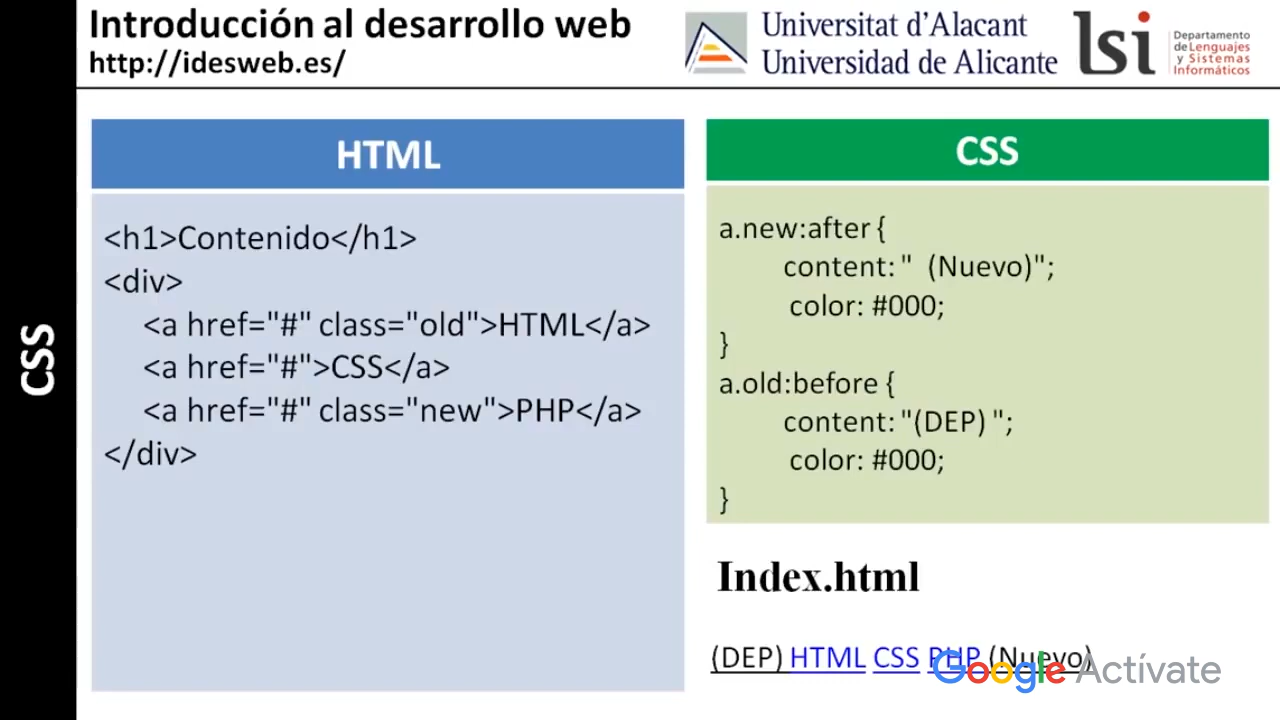 Introducción al desarrollo web
http://idesweb.es/
Universitat d'Alacant
Universidad de Alicante
lsi
Departamento
de Lenguajes
y Sistemas
Informáticos
CSS
HTML
<h1>Contenido</h1>
<div>
<a href="#" class="old">HTML</a>
<a href="#">CSS</a>
<a href="#" class="new">PHP</a>
</div>
CSS
a.new:after {
content: "  (Nuevo)";
color: #000;
}
a.old:before {
content: "(DEP) ";
color: #000;
}
Index.html
(DEP) HTML CSS PHP (Nuevo)
Google Actívate